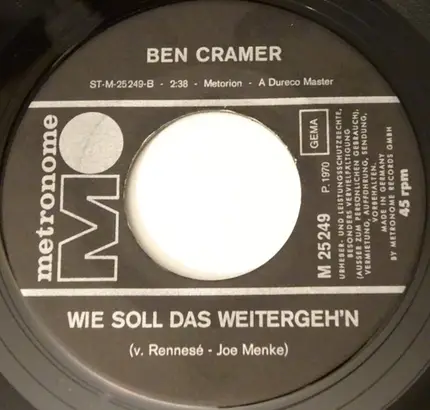 BEN CRAMER
ST-M-25 249-B - 2:38 - Metorion - A Dureco Master
metronome
GEMA
M 25 249
P. 1970
URHEBER- UND LEISTUNGSSCHUTZRECHTE,
BESONDERS VERVIELFÄLTIGUNG
(AUSSER ZUM PERSÖNLICHEN GEBRAUCH),
VERMIETUNG, AUFFÜHRUNG, SENDUNG,
VORBEHALTEN.
MADE IN GERMANY
BY METRONOME RECORDS GMBH
45 rpm
WIE SOLL DAS WEITERGEH'N
(v. Rennesé - Joe Menke)